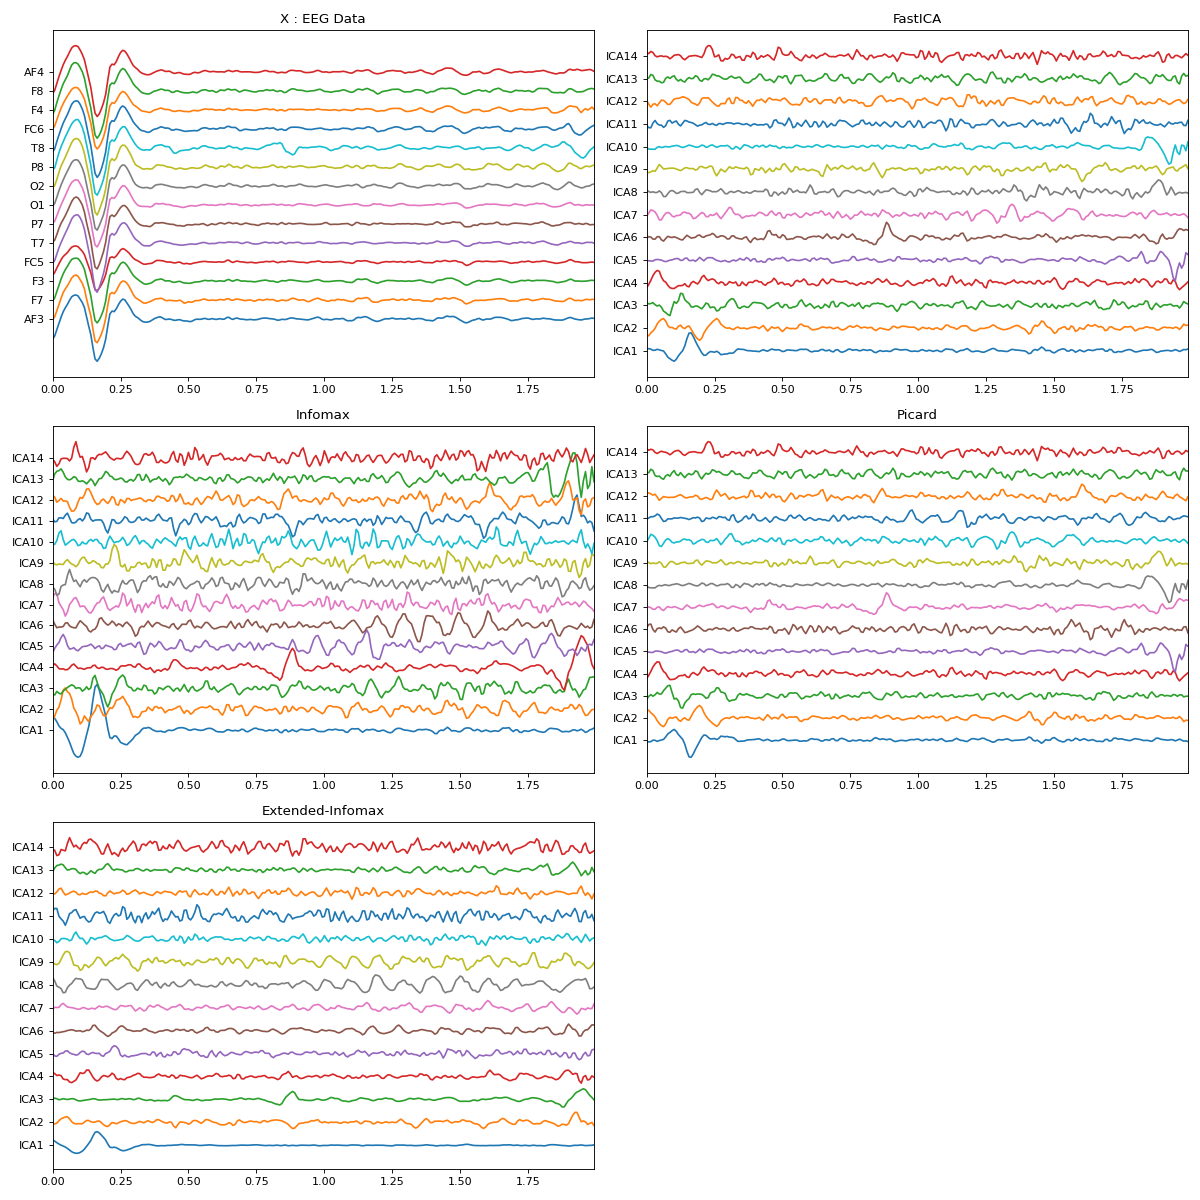 X : EEG Data
AF4
F8
F4
FC6
T8
P8
O2
O1
P7
T7
FC5
F3
F7
AF3
0.00 0.25 0.50 0.75 1.00 1.25 1.50 1.75
FastICA
ICA14
ICA13
ICA12
ICA11
ICA10
ICA9
ICA8
ICA7
ICA6
ICA5
ICA4
ICA3
ICA2
ICA1
0.00 0.25 0.50 0.75 1.00 1.25 1.50 1.75
Infomax
ICA14
ICA13
ICA12
ICA11
ICA10
ICA9
ICA8
ICA7
ICA6
ICA5
ICA4
ICA3
ICA2
ICA1
0.00 0.25 0.50 0.75 1.00 1.25 1.50 1.75
Picard
ICA14
ICA13
ICA12
ICA11
ICA10
ICA9
ICA8
ICA7
ICA6
ICA5
ICA4
ICA3
ICA2
ICA1
0.00 0.25 0.50 0.75 1.00 1.25 1.50 1.75
Extended-Infomax
ICA14
ICA13
ICA12
ICA11
ICA10
ICA9
ICA8
ICA7
ICA6
ICA5
ICA4
ICA3
ICA2
ICA1
0.00 0.25 0.50 0.75 1.00 1.25 1.50 1.75